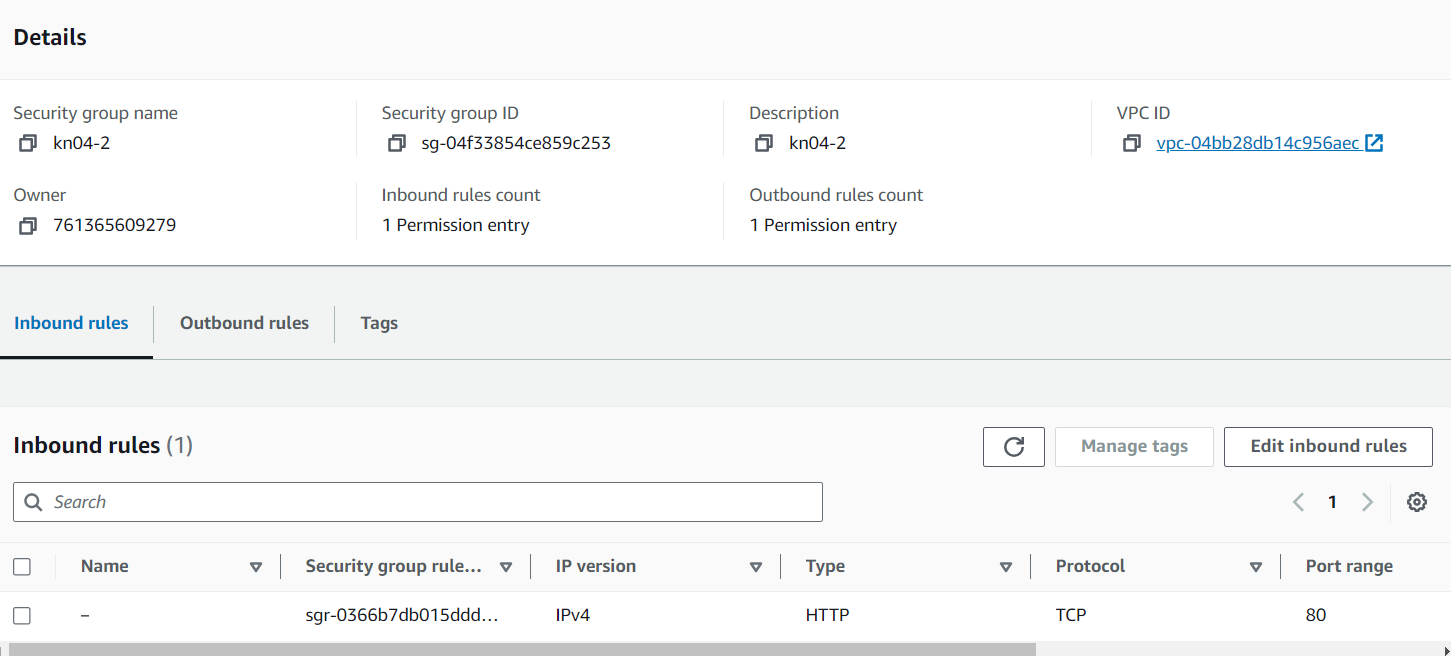 Details
Security group name
Security group ID
Description
VPC ID
kn04-2
sg-04f33854ce859c253
kn04-2
vpc-04bb28db14c956aec
Owner
Inbound rules count
Outbound rules count
761365609279
1 Permission entry
1 Permission entry
Inbound rules
Outbound rules
Tags
Inbound rules (1)
Manage tags
Edit inbound rules
Search
1
Name
Security group rule...
IP version
Type
Protocol
Port range
–
sgr-0366b7db015ddd...
IPv4
HTTP
TCP
80